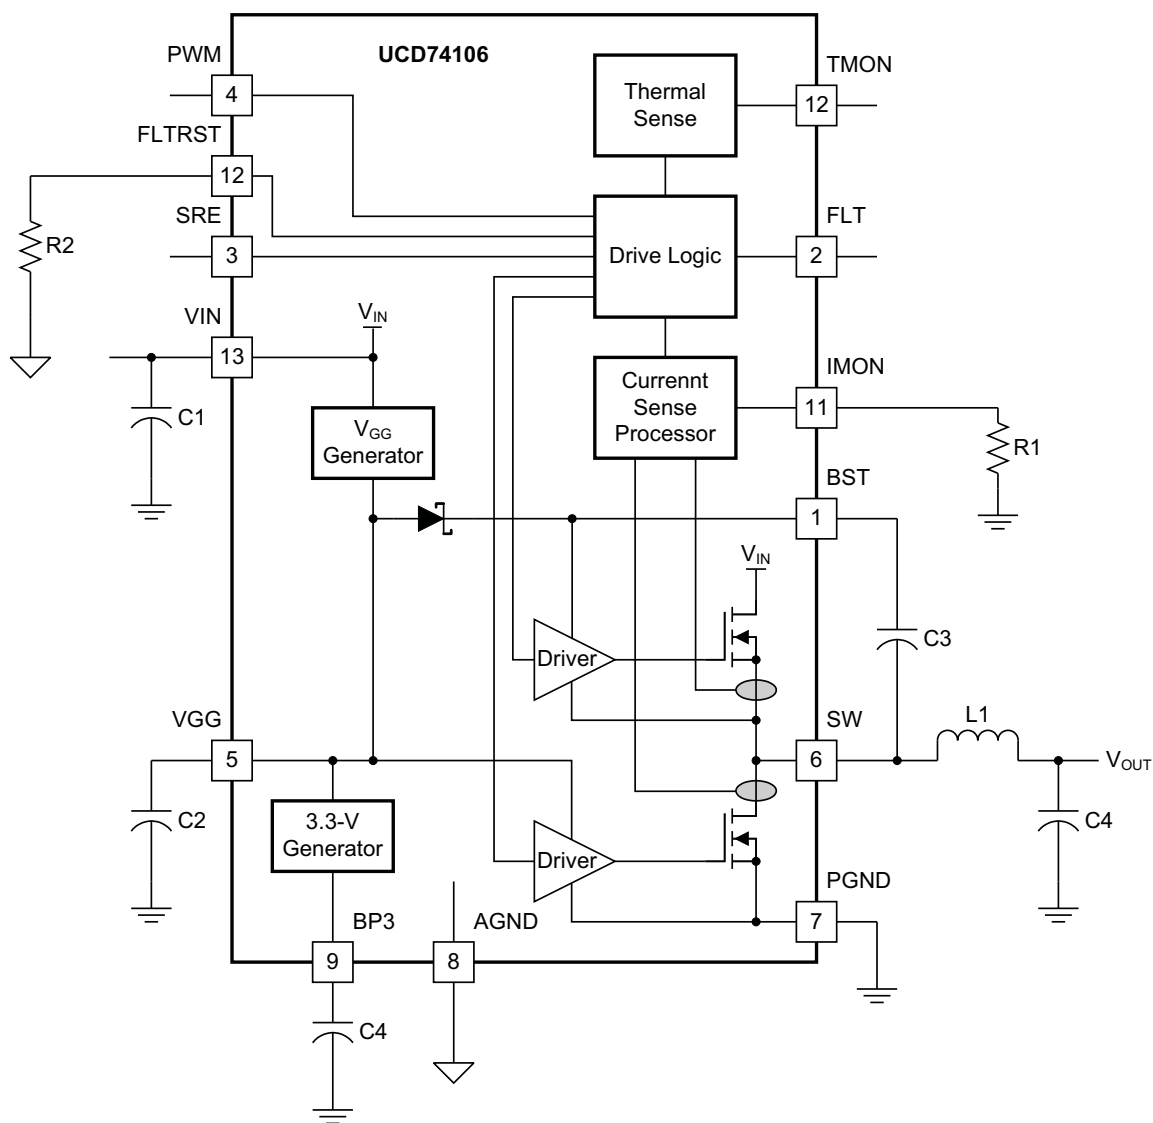 UCD74106
PWM
4
TMON
12
Thermal
Sense
FLTRST
12
SRE
3
R2
Drive Logic
FLT
2
VIN
13
VIN
C1
VGG
Generator
Currennt
Sense
Processor
IMON
11
R1
BST
1
VIN
Driver
C3
VGG
5
SW
6
L1
VOUT
C2
3.3-V
Generator
Driver
C4
PGND
7
BP3
9
AGND
8
C4